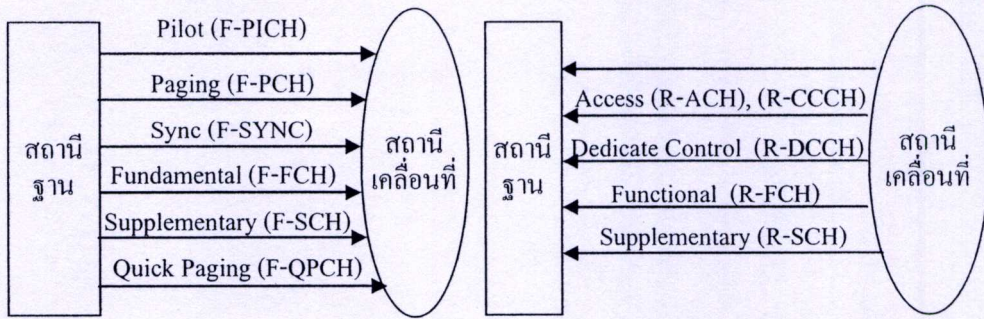 Pilot (F-PICH)
Paging (F-PCH)
Sync (F-SYNC)
Fundamental (F-FCH)
Supplementary (F-SCH)
Quick Paging (F-QPCH)
สถานี
ฐาน
สถานี
เคลื่อนที่
สถานี
ฐาน
Access (R-ACH), (R-CCCH)
Dedicate Control (R-DCCH)
Functional (R-FCH)
Supplementary (R-SCH)
สถานี
เคลื่อนที่